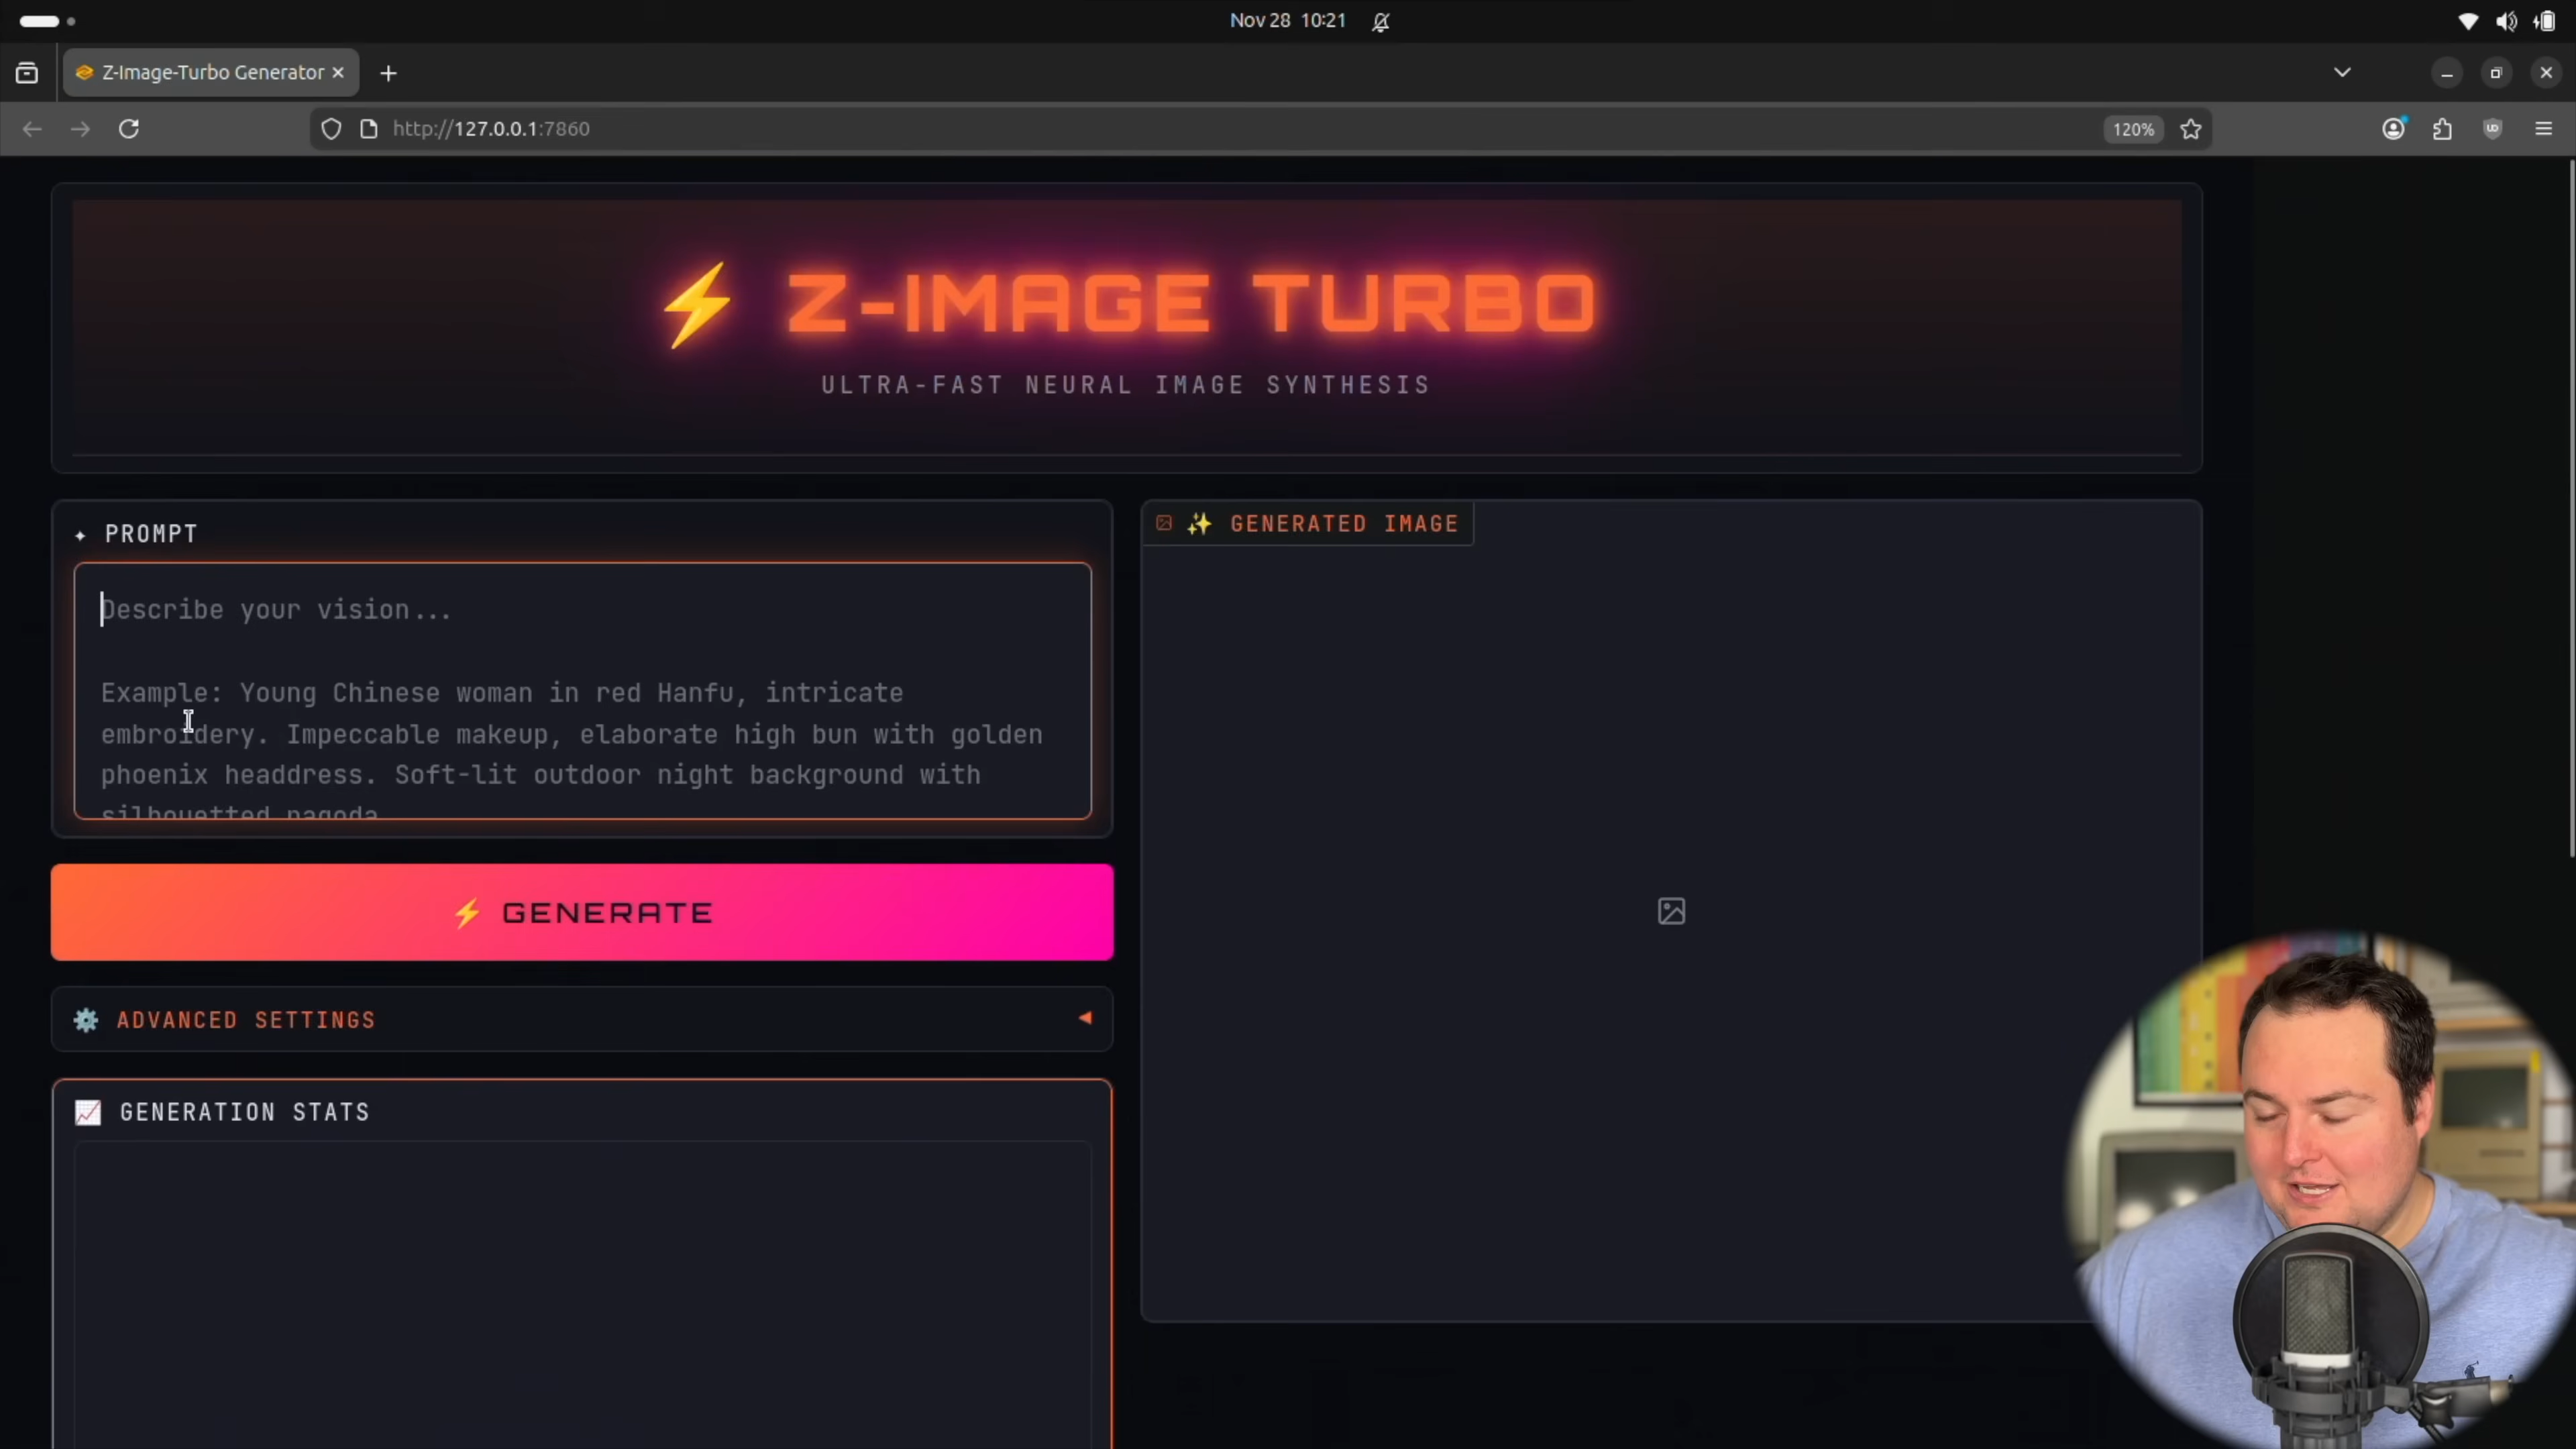 Nov 28 10:21
Z-Image-Turbo Generator
http://127.0.0.1:7860
120%
Z-IMAGE TURBO
ULTRA-FAST NEURAL IMAGE SYNTHESIS
PROMPT
Describe your vision...
Example: Young Chinese woman in red Hanfu, intricate
embroidery. Impeccable makeup, elaborate high bun with golden
phoenix headdress. Soft-lit outdoor night background with
silhouetted pagoda
GENERATE
ADVANCED SETTINGS
GENERATION STATS
GENERATED IMAGE